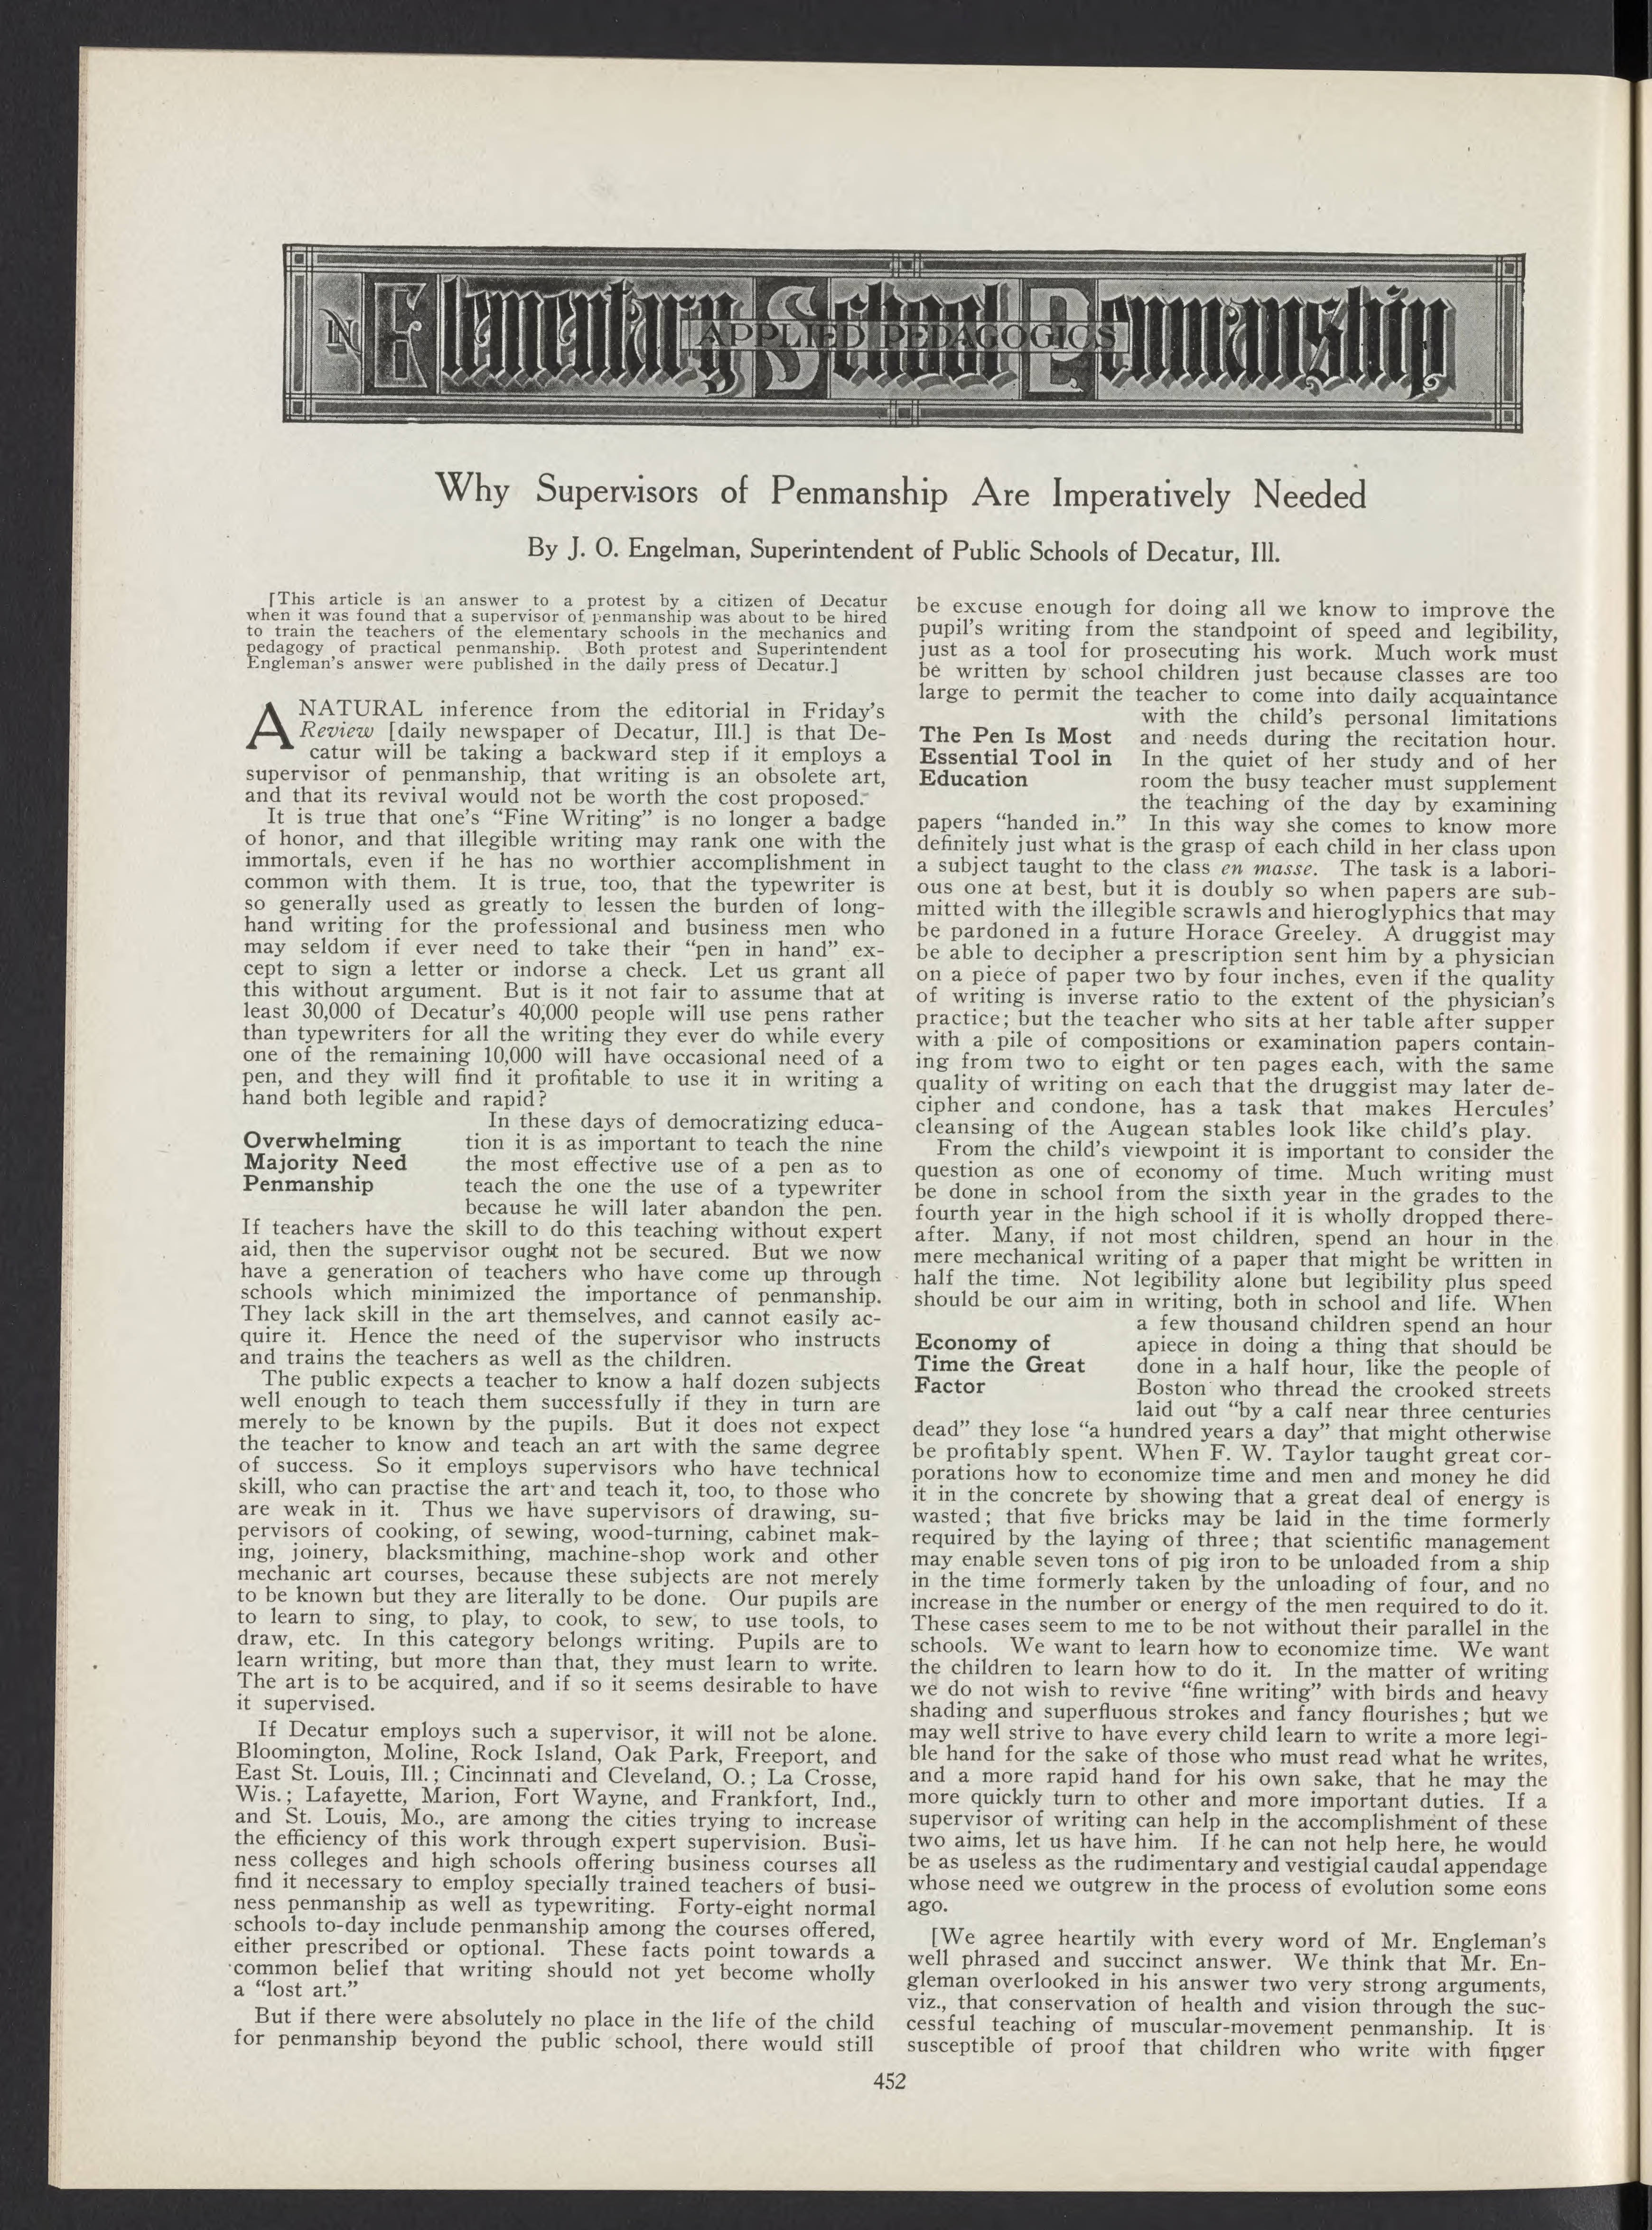 IN Elementary School Penmanship
APPLIED PEDAGOGICS
Why Supervisors of Penmanship Are Imperatively Needed
By J. O. Engelman, Superintendent of Public Schools of Decatur, Ill.
[This article is an answer to a protest by a citizen of Decatur
when it was found that a supervisor of penmanship was about to be hired
to train the teachers of the elementary schools in the mechanics and
pedagogy of practical penmanship. Both protest and Superintendent
Engleman's answer were published in the daily press of Decatur.]
A NATURAL inference from the editorial in Friday's
Review [daily newspaper of Decatur, Ill.] is that De-
catur will be taking a backward step if it employs a
supervisor of penmanship, that writing is an obsolete art,
and that its revival would not be worth the cost proposed.
It is true that one's "Fine Writing" is no longer a badge
of honor, and that illegible writing may rank one with the
immortals, even if he has no worthier accomplishment in
common with them. It is true, too, that the typewriter is
so generally used as greatly to lessen the burden of long-
hand writing for the professional and business men who
may seldom if ever need to take their "pen in hand" ex-
cept to sign a letter or indorse a check. Let us grant all
this without argument. But is it not fair to assume that at
least 30,000 of Decatur's 40,000 people will use pens rather
than typewriters for all the writing they ever do while every
one of the remaining 10,000 will have occasional need of a
pen, and they will find it profitable to use it in writing a
hand both legible and rapid?
Overwhelming
Majority Need
Penmanship
In these days of democratizing educa-
tion it is as important to teach the nine
the most effective use of a pen as to
teach the one the use of a typewriter
because he will later abandon the pen.
If teachers have the skill to do this teaching without expert
aid, then the supervisor ought not be secured. But we now
have a generation of teachers who have come up through
schools which minimized the importance of penmanship.
They lack skill in the art themselves, and cannot easily ac-
quire it. Hence the need of the supervisor who instructs
and trains the teachers as well as the children.
The public expects a teacher to know a half dozen subjects
well enough to teach them successfully if they in turn are
merely to be known by the pupils. But it does not expect
the teacher to know and teach an art with the same degree
of success. So it employs supervisors who have technical
skill, who can practise the art and teach it, too, to those who
are weak in it. Thus we have supervisors of drawing, su-
pervisors of cooking, of sewing, wood-turning, cabinet mak-
ing, joinery, blacksmithing, machine-shop work and other
mechanic art courses, because these subjects are not merely
to be known but they are literally to be done. Our pupils are
to learn to sing, to play, to cook, to sew, to use tools, to
draw, etc. In this category belongs writing. Pupils are to
learn writing, but more than that, they must learn to write.
The art is to be acquired, and if so it seems desirable to have
it supervised.
If Decatur employs such a supervisor, it will not be alone.
Bloomington, Moline, Rock Island, Oak Park, Freeport, and
East St. Louis, Ill.; Cincinnati and Cleveland, O.; La Crosse,
Wis.; Lafayette, Marion, Fort Wayne, and Frankfort, Ind.,
and St. Louis, Mo., are among the cities trying to increase
the efficiency of this work through expert supervision. Busi-
ness colleges and high schools offering business courses all
find it necessary to employ specially trained teachers of busi-
ness penmanship as well as typewriting. Forty-eight normal
schools to-day include penmanship among the courses offered,
either prescribed or optional. These facts point towards a
common belief that writing should not yet become wholly
a "lost art."
But if there were absolutely no place in the life of the child
for penmanship beyond the public school, there would still
be excuse enough for doing all we know to improve the
pupil's writing from the standpoint of speed and legibility,
just as a tool for prosecuting his work. Much work must
be written by school children just because classes are too
large to permit the teacher to come into daily acquaintance
The Pen Is Most
Essential Tool in
Education
with the child's personal limitations
and needs during the recitation hour.
In the quiet of her study and of her
room the busy teacher must supplement
the teaching of the day by examining
papers "handed in." In this way she comes to know more
definitely just what is the grasp of each child in her class upon
a subject taught to the class en masse. The task is a labori-
ous one at best, but it is doubly so when papers are sub-
mitted with the illegible scrawls and hieroglyphics that may
be pardoned in a future Horace Greeley. A druggist may
be able to decipher a prescription sent him by a physician
on a piece of paper two by four inches, even if the quality
of writing is inverse ratio to the extent of the physician's
practice; but the teacher who sits at her table after supper
with a pile of compositions or examination papers contain-
ing from two to eight or ten pages each, with the same
quality of writing on each that the druggist may later de-
cipher and condone, has a task that makes Hercules'
cleansing of the Augean stables look like child's play.
From the child's viewpoint it is important to consider the
question as one of economy of time. Much writing must
be done in school from the sixth year in the grades to the
fourth year in the high school if it is wholly dropped there-
after. Many, if not most children, spend an hour in the
mere mechanical writing of a paper that might be written in
half the time. Not legibility alone but legibility plus speed
should be our aim in writing, both in school and life. When
Economy of
Time the Great
Factor
a few thousand children spend an hour
apiece in doing a thing that should be
done in a half hour, like the people of
Boston who thread the crooked streets
laid out "by a calf near three centuries
dead" they lose "a hundred years a day" that might otherwise
be profitably spent. When F. W. Taylor taught great cor-
porations how to economize time and men and money he did
it in the concrete by showing that a great deal of energy is
wasted; that five bricks may be laid in the time formerly
required by the laying of three; that scientific management
may enable seven tons of pig iron to be unloaded from a ship
in the time formerly taken by the unloading of four, and no
increase in the number or energy of the men required to do it.
These cases seem to me to be not without their parallel in the
schools. We want to learn how to economize time. We want
the children to learn how to do it. In the matter of writing
we do not wish to revive "fine writing" with birds and heavy
shading and superfluous strokes and fancy flourishes; but we
may well strive to have every child learn to write a more legi-
ble hand for the sake of those who must read what he writes,
and a more rapid hand for his own sake, that he may the
more quickly turn to other and more important duties. If a
supervisor of writing can help in the accomplishment of these
two aims, let us have him. If he can not help here, he would
be as useless as the rudimentary and vestigial caudal appendage
whose need we outgrew in the process of evolution some eons
ago.
[We agree heartily with every word of Mr. Engleman's
well phrased and succinct answer. We think that Mr. En-
gleman overlooked in his answer two very strong arguments,
viz., that conservation of health and vision through the suc-
cessful teaching of muscular-movement penmanship. It is
susceptible of proof that children who write with finger
452